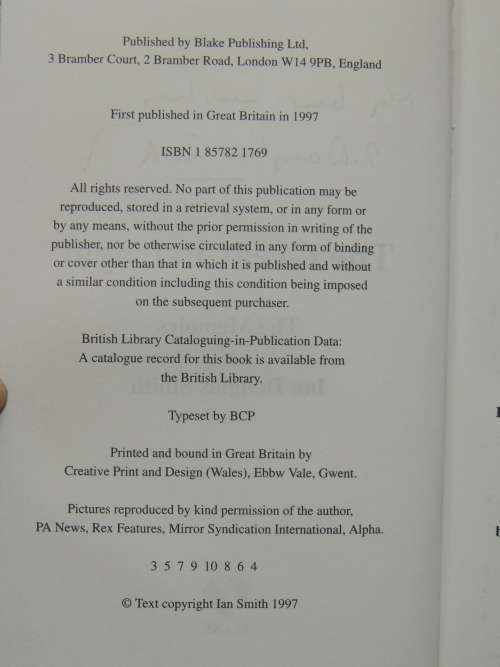 Published by Blake Publishing Ltd,
3 Bramber Court, 2 Bramber Road, London W14 9PB, England
First published in Great Britain in 1997
ISBN 1 85782 1769
All rights reserved. No part of this publication may be
reproduced, stored in a retrieval system, or in any form or
by any means, without the prior permission in writing of the
publisher, nor be otherwise circulated in any form of binding
or cover other than that in which it is published and without
a similar condition including this condition being imposed
on the subsequent purchaser.
British Library Cataloguing-in-Publication Data:
A catalogue record for this book is available from
the British Library.
Typeset by BCP
Printed and bound in Great Britain by
Creative Print and Design (Wales), Ebbw Vale, Gwent.
Pictures reproduced by kind permission of the author,
PA News, Rex Features, Mirror Syndication International, Alpha.
3 5 7 9 10 8 6 4
© Text copyright Ian Smith 1997